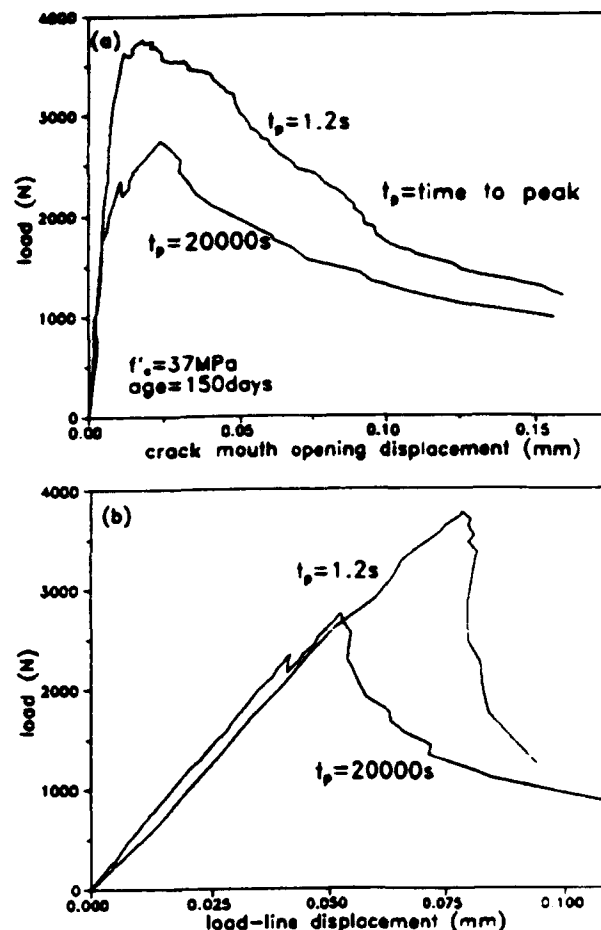 (a)
4000
3000
2000
1000
0
load (N)
t_p=1.2s
t_p=time to peak
t_p=20000s
f'_c=37MPa
age=150days
0.00
0.05
0.10
0.15
crack mouth opening displacement (mm)
(b)
4000
3000
2000
1000
0
load (N)
t_p=1.2s
t_p=20000s
0.000
0.025
0.050
0.075
0.100
load-line displacement (mm)